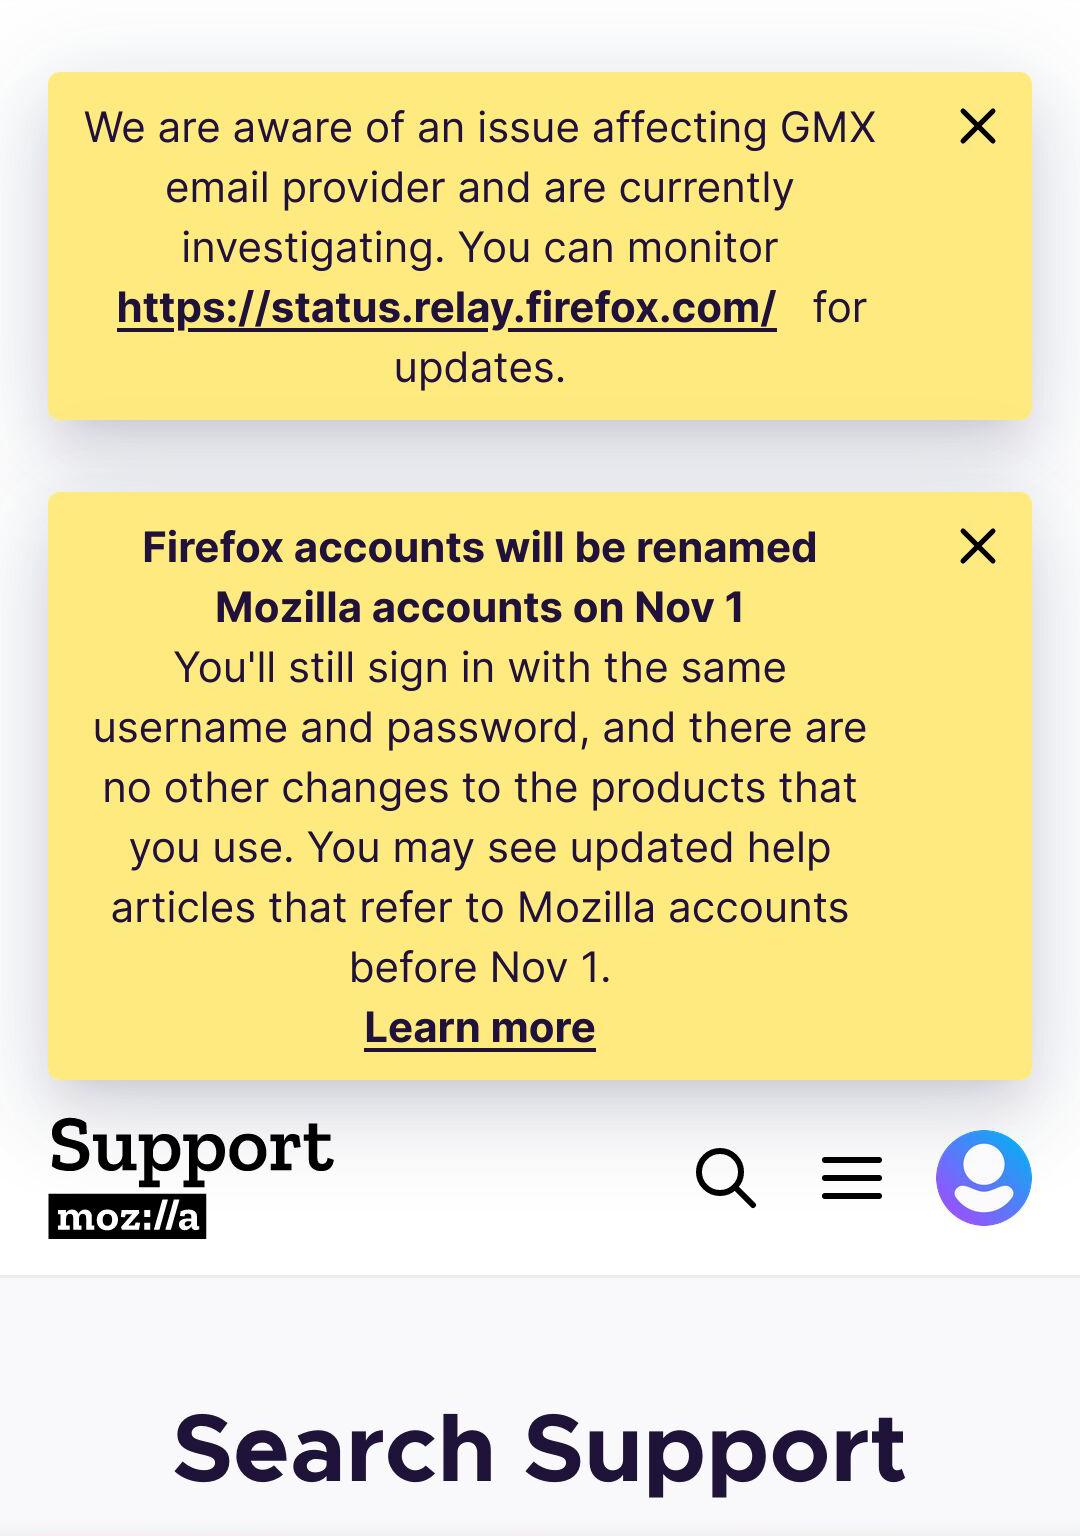 We are aware of an issue affecting GMX
email provider and are currently
investigating. You can monitor
https://status.relay.firefox.com/ for
updates.
Firefox accounts will be renamed
Mozilla accounts on Nov 1
You'll still sign in with the same
username and password, and there are
no other changes to the products that
you use. You may see updated help
articles that refer to Mozilla accounts
before Nov 1.
Learn more
Support
moz://a
Search Support